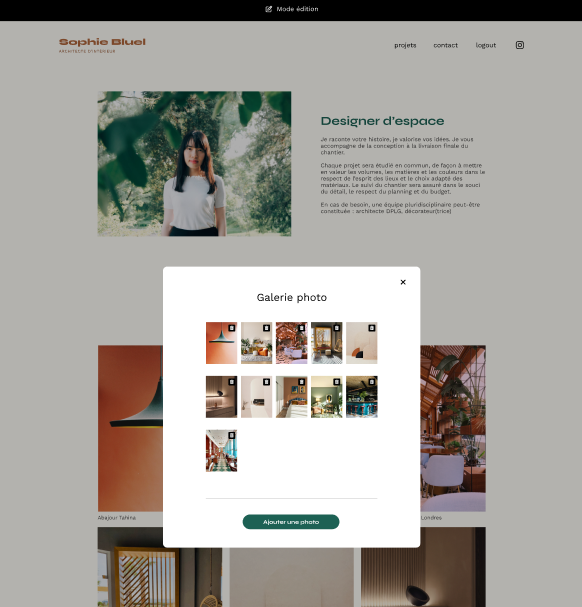 Mode édition
Sophie Bluel
ARCHITECTE D'INTÉRIEUR
projets
contact
logout
Designer d'espace
Je raconte votre histoire, je valorise vos idées. Je vous
accompagne de la conception à la livraison finale du
chantier.
Chaque projet sera étudié en commun, de façon à mettre
en valeur les volumes, les matières et les couleurs dans le
respect de l'esprit des lieux et le choix adapté des
matériaux. Le suivi du chantier sera assuré dans le souci
du détail, le respect du planning et du budget.
En cas de besoin, une équipe pluridisciplinaire peut-être
constituée : architecte DPLG, décorateur(trice)
Galerie photo
Ajouter une photo
Abajour Tahina
Londres